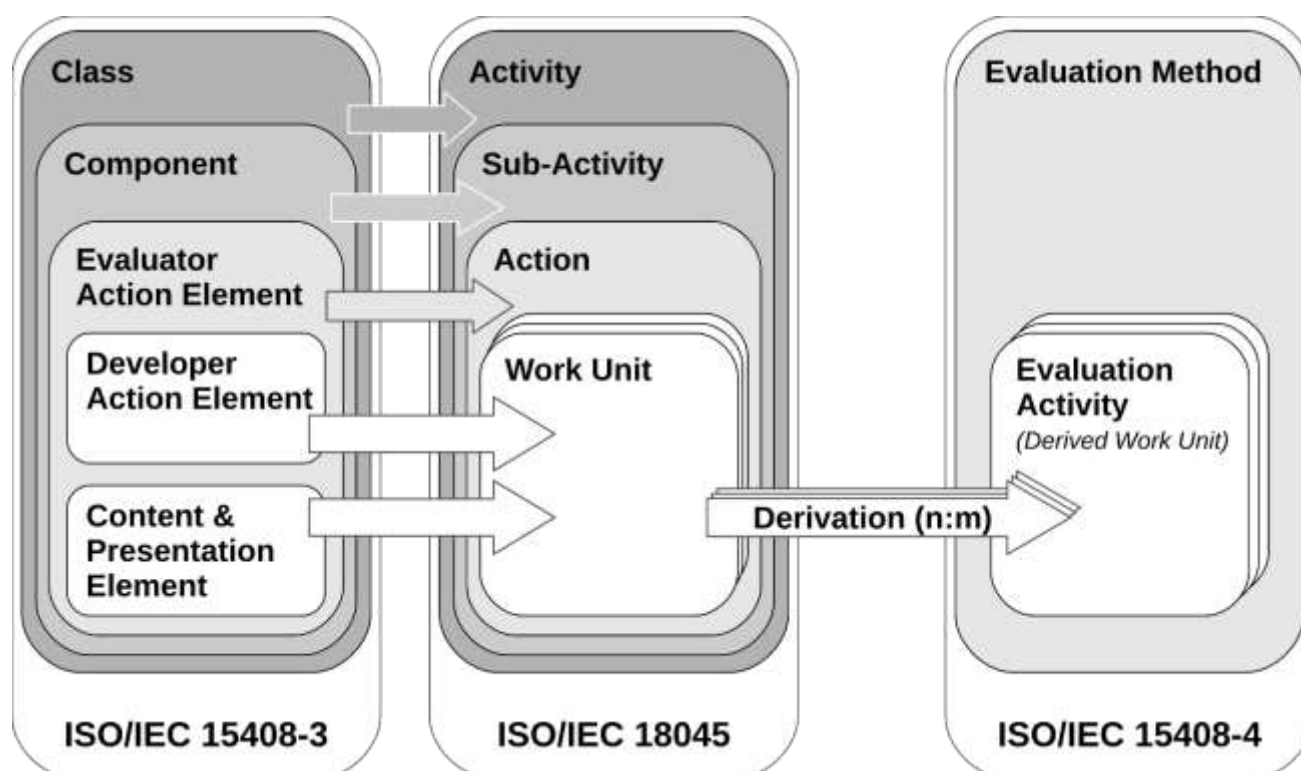 Class
Component
Evaluator
Action Element
Developer
Action Element
Content &
Presentation
Element
ISO/IEC 15408-3
Activity
Sub-Activity
Action
Work Unit
ISO/IEC 18045
Derivation (n:m)
Evaluation Method
Evaluation
Activity
(Derived Work Unit)
ISO/IEC 15408-4